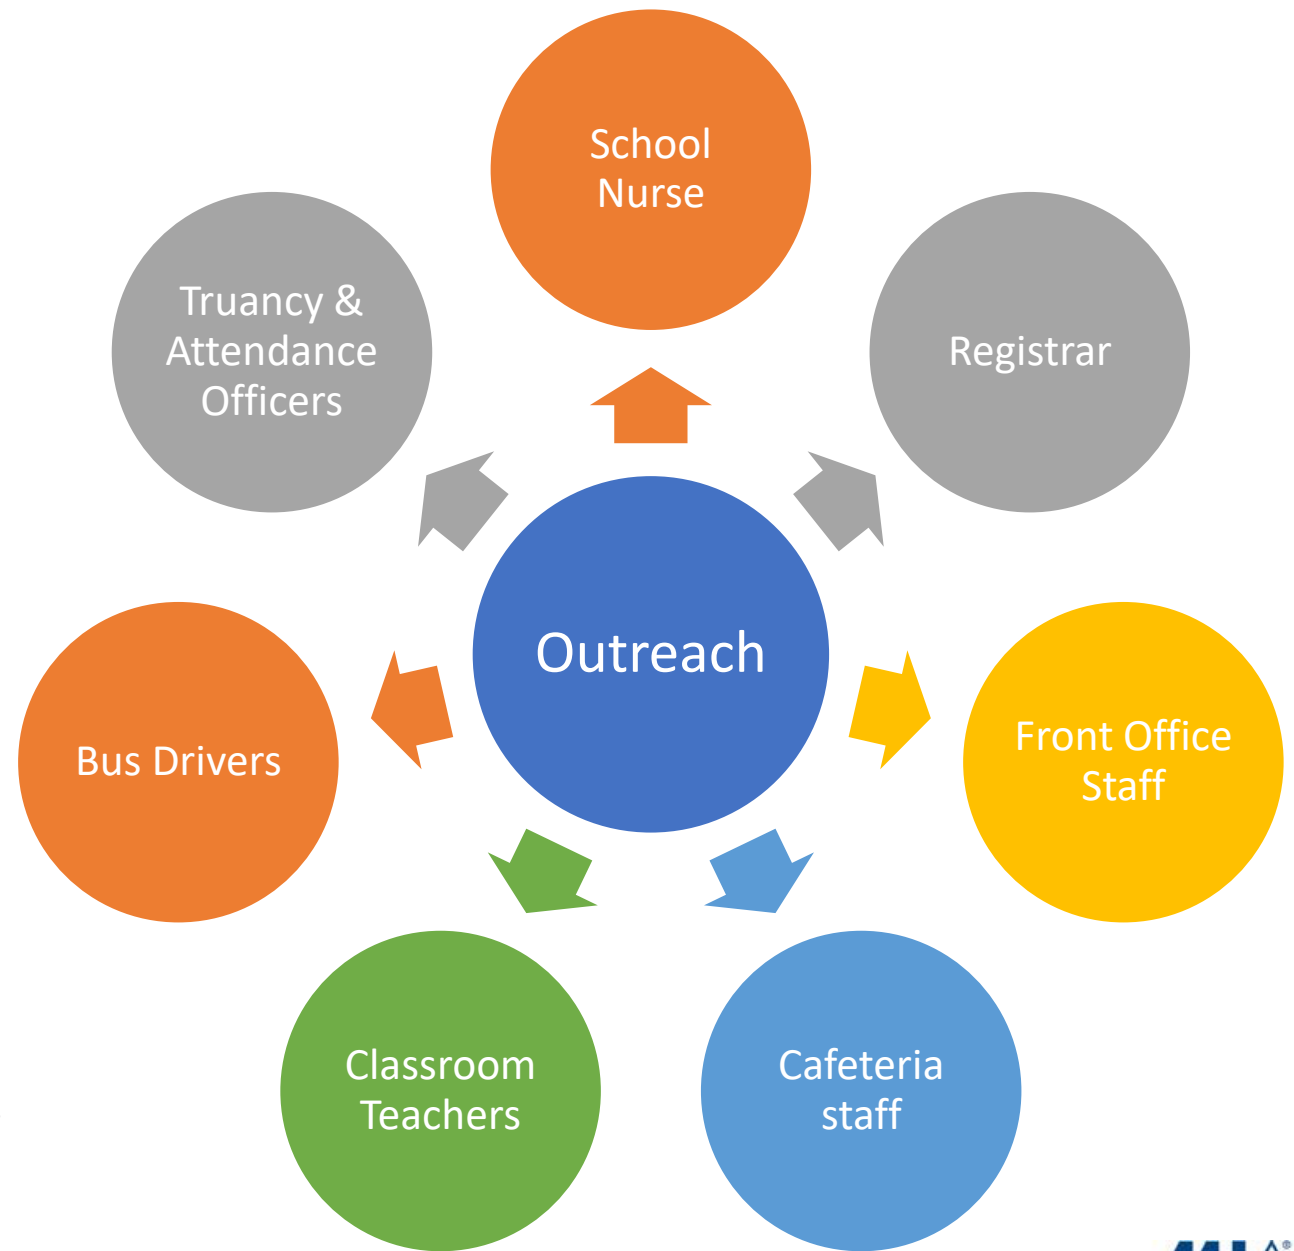 School
Nurse
Truancy &
Attendance
Officers
Registrar
Outreach
Bus Drivers
Front Office
Staff
Classroom
Teachers
Cafeteria
staff